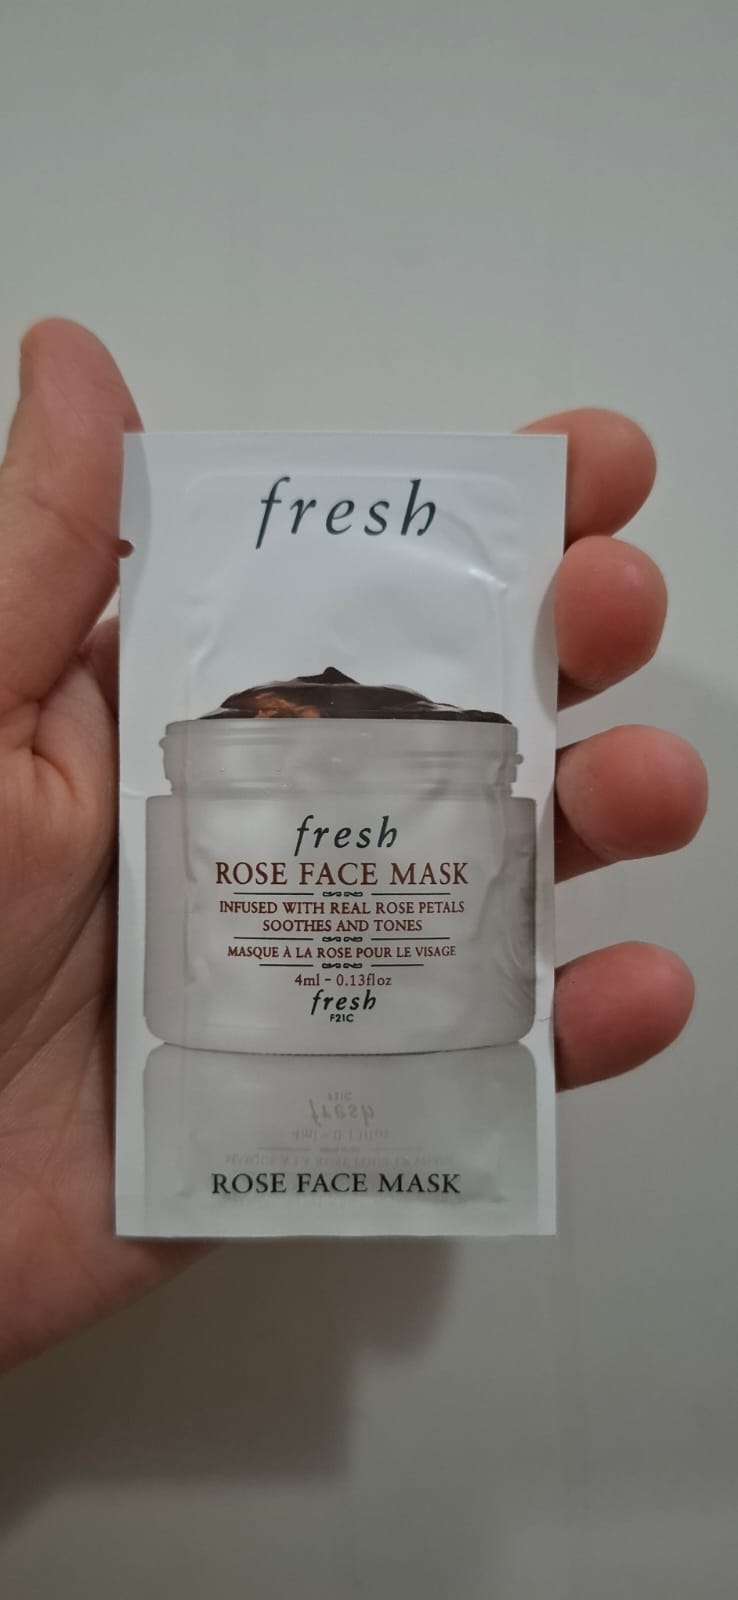 fresh
fresh
ROSE FACE MASK
INFUSED WITH REAL ROSE PETALS
SOOTHES AND TONES
MASQUE À LA ROSE POUR LE VISAGE
4ml - 0.13fl oz
fresh
F21C
ROSE FACE MASK